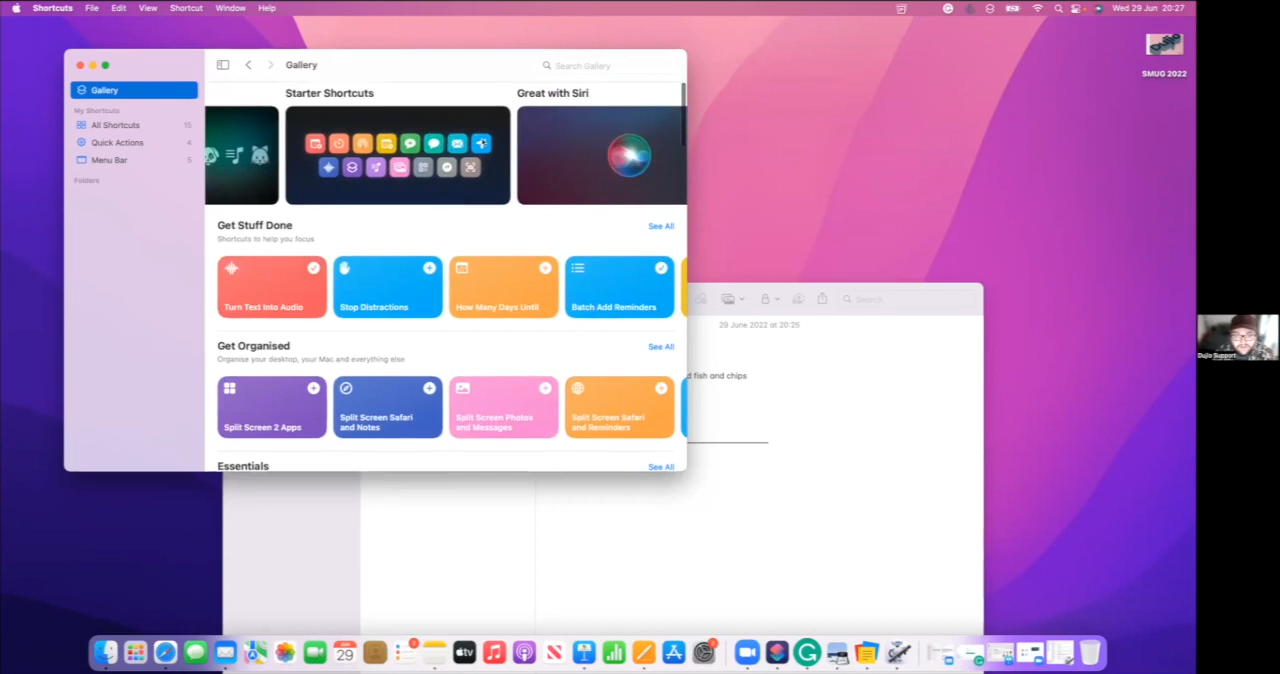 Shortcuts File Edit View Shortcut Window Help Wed 29 Jun 20:27
SMUG 2022
Gallery
Search Gallery
Gallery
My Shortcuts
All Shortcuts 15
Quick Actions 4
Menu Bar 5
Folders
Starter Shortcuts
Great with Siri
Get Stuff Done
See All
Shortcuts to help you focus
Turn Text Into Audio
Stop Distractions
How Many Days Until
Batch Add Reminders
Get Organised
See All
Organise your desktop, your Mac and everything else
Split Screen 2 Apps
Split Screen Safari
and Notes
Split Screen Photos
and Messages
Split Screen Safari
and Reminders
Essentials
See All
Search
29 June 2022 at 20:25
d fish and chips
Dujio Support
tv
29